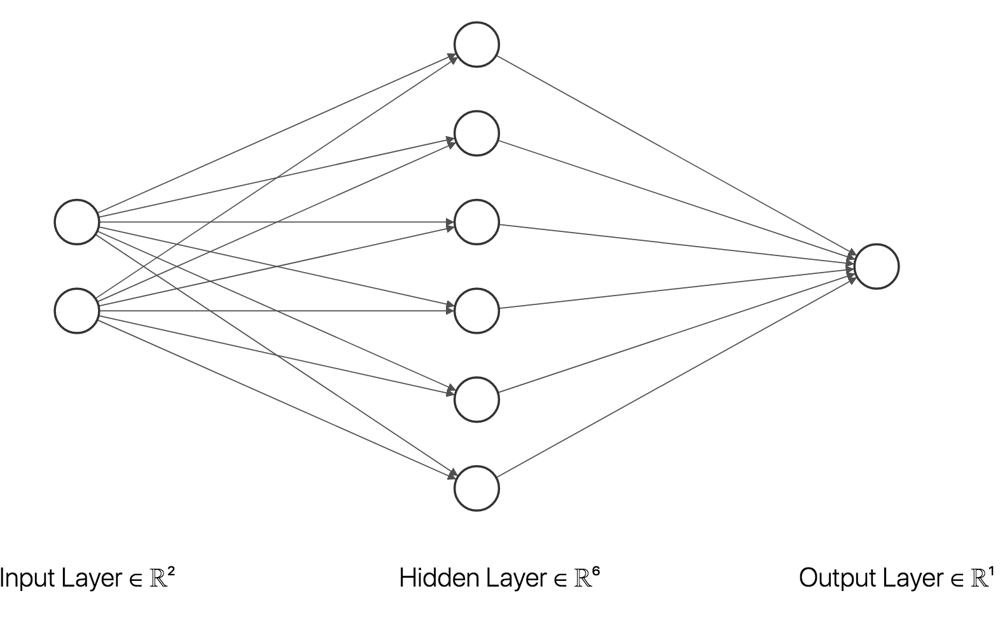 Input Layer ∈ ℝ²
Hidden Layer ∈ ℝ⁶
Output Layer ∈ ℝ¹